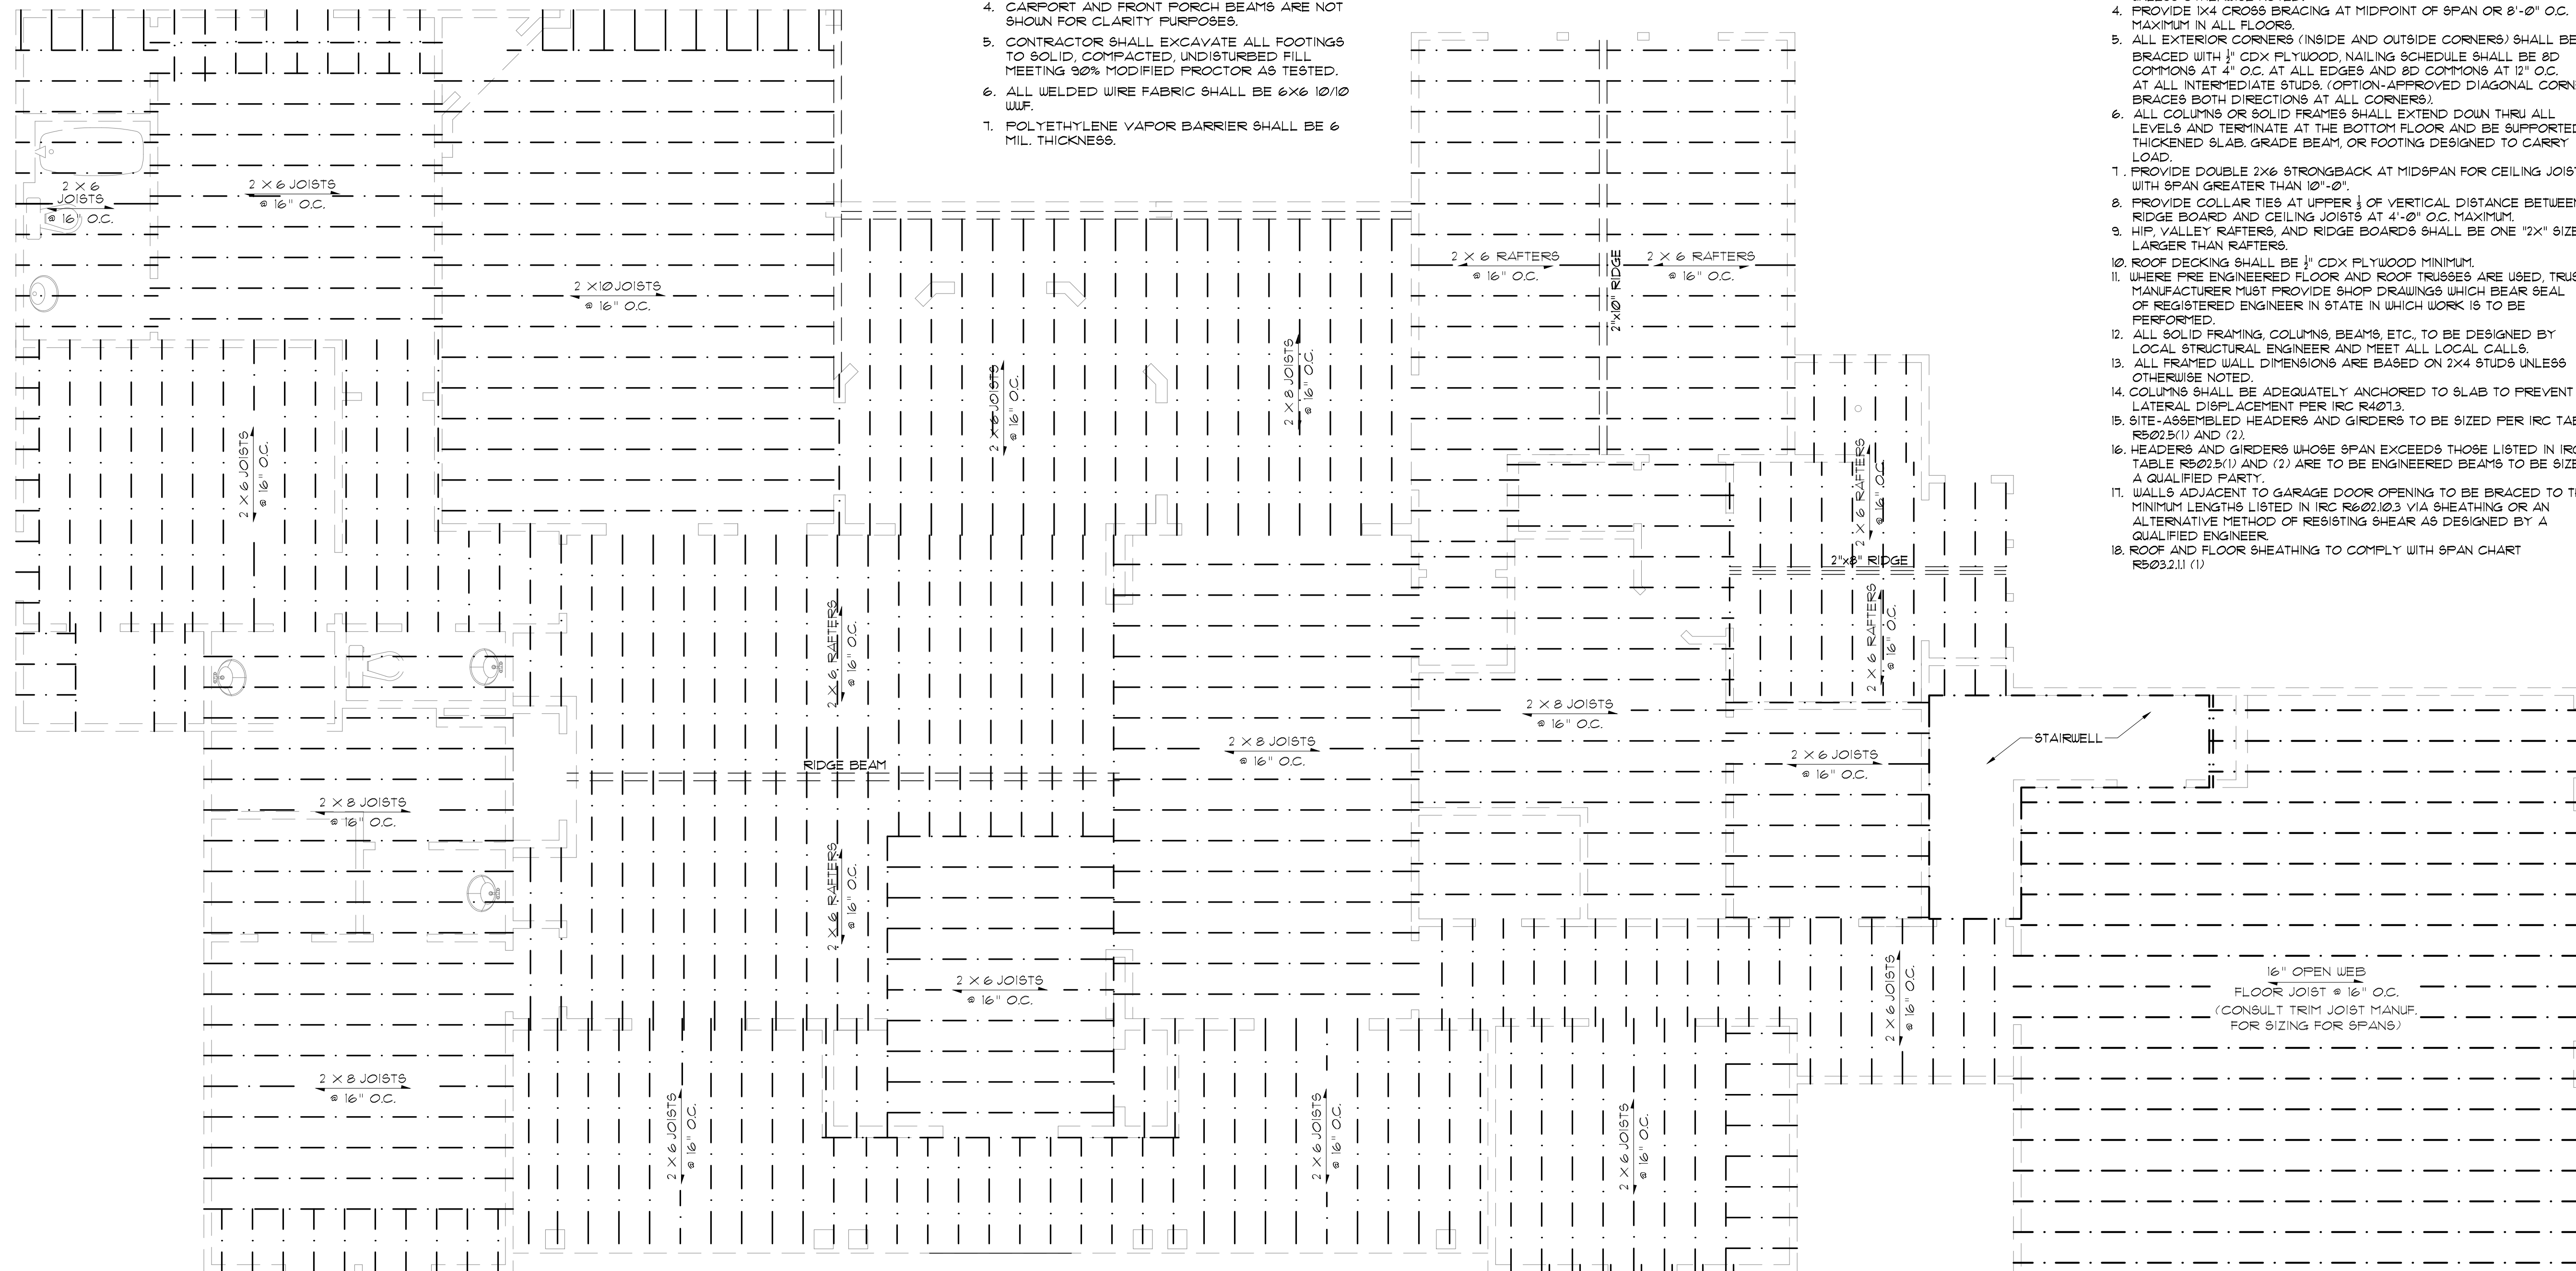 4. CARPORT AND FRONT PORCH BEAMS ARE NOT
SHOWN FOR CLARITY PURPOSES.
5. CONTRACTOR SHALL EXCAVATE ALL FOOTINGS
TO SOLID, COMPACTED, UNDISTURBED FILL
MEETING 90% MODIFIED PROCTOR AS TESTED.
6. ALL WELDED WIRE FABRIC SHALL BE 6X6 10/10
WWF.
7. POLYETHYLENE VAPOR BARRIER SHALL BE 6
MIL. THICKNESS.
4. PROVIDE 1X4 CROSS BRACING AT MIDPOINT OF SPAN OR 8'-0" O.C.
MAXIMUM IN ALL FLOORS.
5. ALL EXTERIOR CORNERS (INSIDE AND OUTSIDE CORNERS) SHALL BE
BRACED WITH ½" CDX PLYWOOD, NAILING SCHEDULE SHALL BE 8D
COMMONS AT 4" O.C. AT ALL EDGES AND 8D COMMONS AT 12" O.C.
AT ALL INTERMEDIATE STUDS. (OPTION-APPROVED DIAGONAL CORN
BRACES BOTH DIRECTIONS AT ALL CORNERS).
6. ALL COLUMNS OR SOLID FRAMES SHALL EXTEND DOWN THRU ALL
LEVELS AND TERMINATE AT THE BOTTOM FLOOR AND BE SUPPORTED
THICKENED SLAB. GRADE BEAM, OR FOOTING DESIGNED TO CARRY
LOAD.
7 . PROVIDE DOUBLE 2X6 STRONGBACK AT MIDSPAN FOR CEILING JOIST
WITH SPAN GREATER THAN 10"-0".
8. PROVIDE COLLAR TIES AT UPPER ⅓ OF VERTICAL DISTANCE BETWEEN
RIDGE BOARD AND CEILING JOISTS AT 4'-0" O.C. MAXIMUM.
9. HIP, VALLEY RAFTERS, AND RIDGE BOARDS SHALL BE ONE "2X" SIZE
LARGER THAN RAFTERS.
10. ROOF DECKING SHALL BE ½" CDX PLYWOOD MINIMUM.
11. WHERE PRE ENGINEERED FLOOR AND ROOF TRUSSES ARE USED, TRUS
MANUFACTURER MUST PROVIDE SHOP DRAWINGS WHICH BEAR SEAL
OF REGISTERED ENGINEER IN STATE IN WHICH WORK IS TO BE
PERFORMED.
12. ALL SOLID FRAMING, COLUMNS, BEAMS, ETC., TO BE DESIGNED BY
LOCAL STRUCTURAL ENGINEER AND MEET ALL LOCAL CALLS.
13. ALL FRAMED WALL DIMENSIONS ARE BASED ON 2X4 STUDS UNLESS
OTHERWISE NOTED.
14. COLUMNS SHALL BE ADEQUATELY ANCHORED TO SLAB TO PREVENT
LATERAL DISPLACEMENT PER IRC R407.3.
15. SITE-ASSEMBLED HEADERS AND GIRDERS TO BE SIZED PER IRC TAB
R502.5(1) AND (2).
16. HEADERS AND GIRDERS WHOSE SPAN EXCEEDS THOSE LISTED IN IRC
TABLE R502.5(1) AND (2) ARE TO BE ENGINEERED BEAMS TO BE SIZE
A QUALIFIED PARTY.
17. WALLS ADJACENT TO GARAGE DOOR OPENING TO BE BRACED TO T
MINIMUM LENGTHS LISTED IN IRC R602.10.3 VIA SHEATHING OR AN
ALTERNATIVE METHOD OF RESISTING SHEAR AS DESIGNED BY A
QUALIFIED ENGINEER.
18. ROOF AND FLOOR SHEATHING TO COMPLY WITH SPAN CHART
R503.2.1.1 (1)
2 X 6
JOISTS
@ 16" O.C.
2 X 6 JOISTS
@ 16" O.C.
2 X10 JOISTS
@ 16" O.C.
2 X 6 RAFTERS
@ 16" O.C.
2"x10" RIDGE
2 X 6 RAFTERS
@ 16" O.C.
2 X 6 JOISTS
@ 16" O.C.
2 X 6 JOISTS
@ 16" O.C.
2 X 8 JOISTS
@ 16" O.C.
2 X 6 RAFTERS
@ 16" O.C.
2"x8" RIDGE
2 X 6 RAFTERS
@ 16" O.C.
2 X 6 RAFTERS
@ 16" O.C.
RIDGE BEAM
2 X 6 RAFTERS
@ 16" O.C.
2 X 8 JOISTS
@ 16" O.C.
2 X 8 JOISTS
@ 16" O.C.
2 X 6 JOISTS
@ 16" O.C.
STAIRWELL
2 X 8 JOISTS
@ 16" O.C.
2 X 6 JOISTS
@ 16" O.C.
2 X 6 JOISTS
@ 16" O.C.
16" OPEN WEB
FLOOR JOIST @ 16" O.C.
(CONSULT TRIM JOIST MANUF.
FOR SIZING FOR SPANS)
2 X 8 JOISTS
@ 16" O.C.
2 X 6 JOISTS
@ 16" O.C.
2 X 6 JOISTS
@ 16" O.C.
2 X 6 JOISTS
@ 16" O.C.